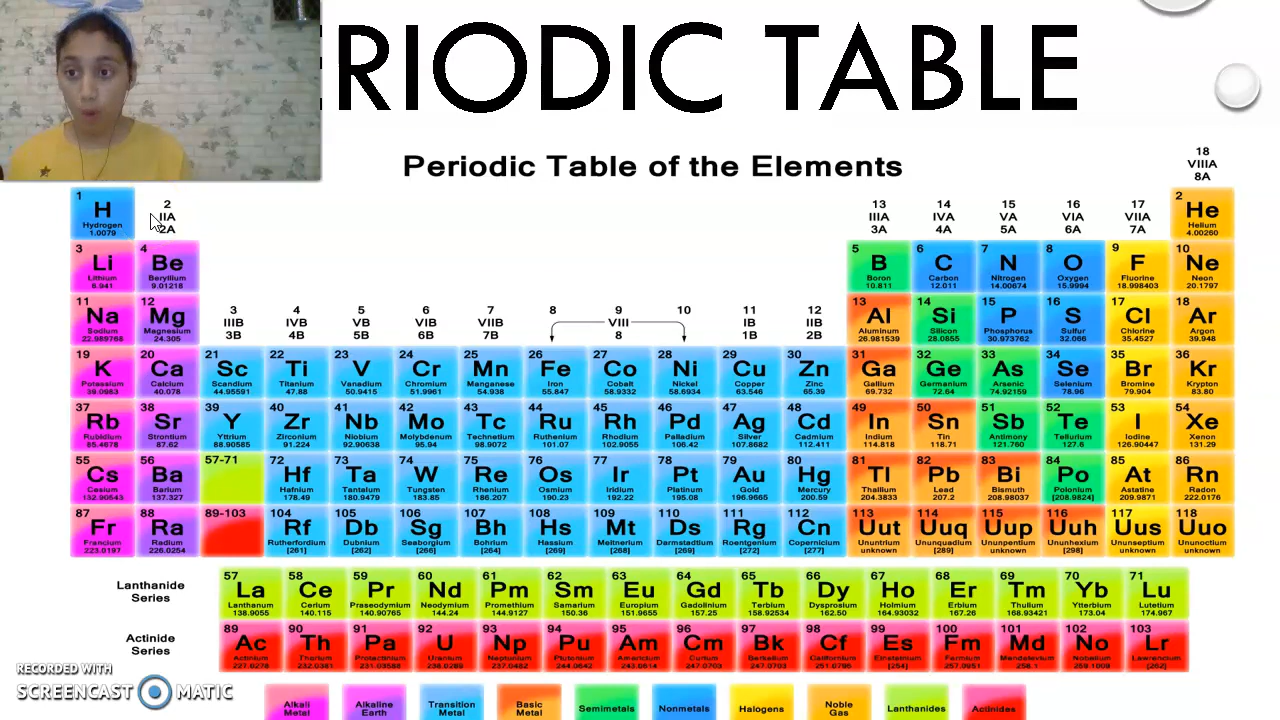 ERIODIC TABLE
Periodic Table of the Elements
18
VIIIA
8A
1
H
Hydrogen
1.0079
2
IIA
2A
13
IIIA
3A
14
IVA
4A
15
VA
5A
16
VIA
6A
17
VIIA
7A
2
He
Helium
4.00260
3
Li
Lithium
6.941
4
Be
Beryllium
9.01218
5
B
Boron
10.811
6
C
Carbon
12.011
7
N
Nitrogen
14.00674
8
O
Oxygen
15.9994
9
F
Fluorine
18.998403
10
Ne
Neon
20.1797
11
Na
Sodium
22.989768
12
Mg
Magnesium
24.305
3
IIIB
3B
4
IVB
4B
5
VB
5B
6
VIB
6B
7
VIIB
7B
8
9
10
VIII
8
11
IB
1B
12
IIB
2B
13
Al
Aluminum
26.981539
14
Si
Silicon
28.0855
15
P
Phosphorus
30.973762
16
S
Sulfur
32.066
17
Cl
Chlorine
35.4527
18
Ar
Argon
39.948
19
K
Potassium
39.0983
20
Ca
Calcium
40.078
21
Sc
Scandium
44.95591
22
Ti
Titanium
47.88
23
V
Vanadium
50.9415
24
Cr
Chromium
51.9961
25
Mn
Manganese
54.938
26
Fe
Iron
55.847
27
Co
Cobalt
58.9332
28
Ni
Nickel
58.6934
29
Cu
Copper
63.546
30
Zn
Zinc
65.39
31
Ga
Gallium
69.732
32
Ge
Germanium
72.64
33
As
Arsenic
74.92159
34
Se
Selenium
78.96
35
Br
Bromine
79.904
36
Kr
Krypton
83.80
37
Rb
Rubidium
85.4678
38
Sr
Strontium
87.62
39
Y
Yttrium
88.90585
40
Zr
Zirconium
91.224
41
Nb
Niobium
92.90638
42
Mo
Molybdenum
95.94
43
Tc
Technetium
98.9072
44
Ru
Ruthenium
101.07
45
Rh
Rhodium
102.9055
46
Pd
Palladium
106.42
47
Ag
Silver
107.8682
48
Cd
Cadmium
112.411
49
In
Indium
114.818
50
Sn
Tin
118.71
51
Sb
Antimony
121.760
52
Te
Tellurium
127.6
53
I
Iodine
126.90447
54
Xe
Xenon
131.29
55
Cs
Cesium
132.90543
56
Ba
Barium
137.327
57-71
72
Hf
Hafnium
178.49
73
Ta
Tantalum
180.9479
74
W
Tungsten
183.85
75
Re
Rhenium
186.207
76
Os
Osmium
190.23
77
Ir
Iridium
192.22
78
Pt
Platinum
195.08
79
Au
Gold
196.9665
80
Hg
Mercury
200.59
81
Tl
Thallium
204.3833
82
Pb
Lead
207.2
83
Bi
Bismuth
208.98037
84
Po
Polonium
[208.9824]
85
At
Astatine
209.9871
86
Rn
Radon
222.0176
87
Fr
Francium
223.0197
88
Ra
Radium
226.0254
89-103
104
Rf
Rutherfordium
[261]
105
Db
Dubnium
[262]
106
Sg
Seaborgium
[266]
107
Bh
Bohrium
[264]
108
Hs
Hassium
[269]
109
Mt
Meitnerium
[268]
110
Ds
Darmstadtium
[269]
111
Rg
Roentgenium
[272]
112
Cn
Copernicium
[277]
113
Uut
Ununtrium
unknown
114
Uuq
Ununquadium
[289]
115
Uup
Ununpentium
unknown
116
Uuh
Ununhexium
[298]
117
Uus
Ununseptium
unknown
118
Uuo
Ununoctium
unknown
Lanthanide
Series
57
La
Lanthanum
138.9055
58
Ce
Cerium
140.115
59
Pr
Praseodymium
140.90765
60
Nd
Neodymium
144.24
61
Pm
Promethium
144.9127
62
Sm
Samarium
150.36
63
Eu
Europium
151.9655
64
Gd
Gadolinium
157.25
65
Tb
Terbium
158.92534
66
Dy
Dysprosium
162.50
67
Ho
Holmium
164.93032
68
Er
Erbium
167.26
69
Tm
Thulium
168.93421
70
Yb
Ytterbium
173.04
71
Lu
Lutetium
174.967
Actinide
Series
89
Ac
Actinium
227.0278
90
Th
Thorium
232.0381
91
Pa
Protactinium
231.03588
92
U
Uranium
238.0289
93
Np
Neptunium
237.0482
94
Pu
Plutonium
244.0642
95
Am
Americium
243.0614
96
Cm
Curium
247.0703
97
Bk
Berkelium
247.0703
98
Cf
Californium
251.0796
99
Es
Einsteinium
[254]
100
Fm
Fermium
257.0951
101
Md
Mendelevium
258.1
102
No
Nobelium
259.1009
103
Lr
Lawrencium
[262]
RECORDED WITH
SCREENCAST MATIC
Alkali
Metal
Alkaline
Earth
Transition
Metal
Basic
Metal
Semimetals
Nonmetals
Halogens
Noble
Gas
Lanthanides
Actinides